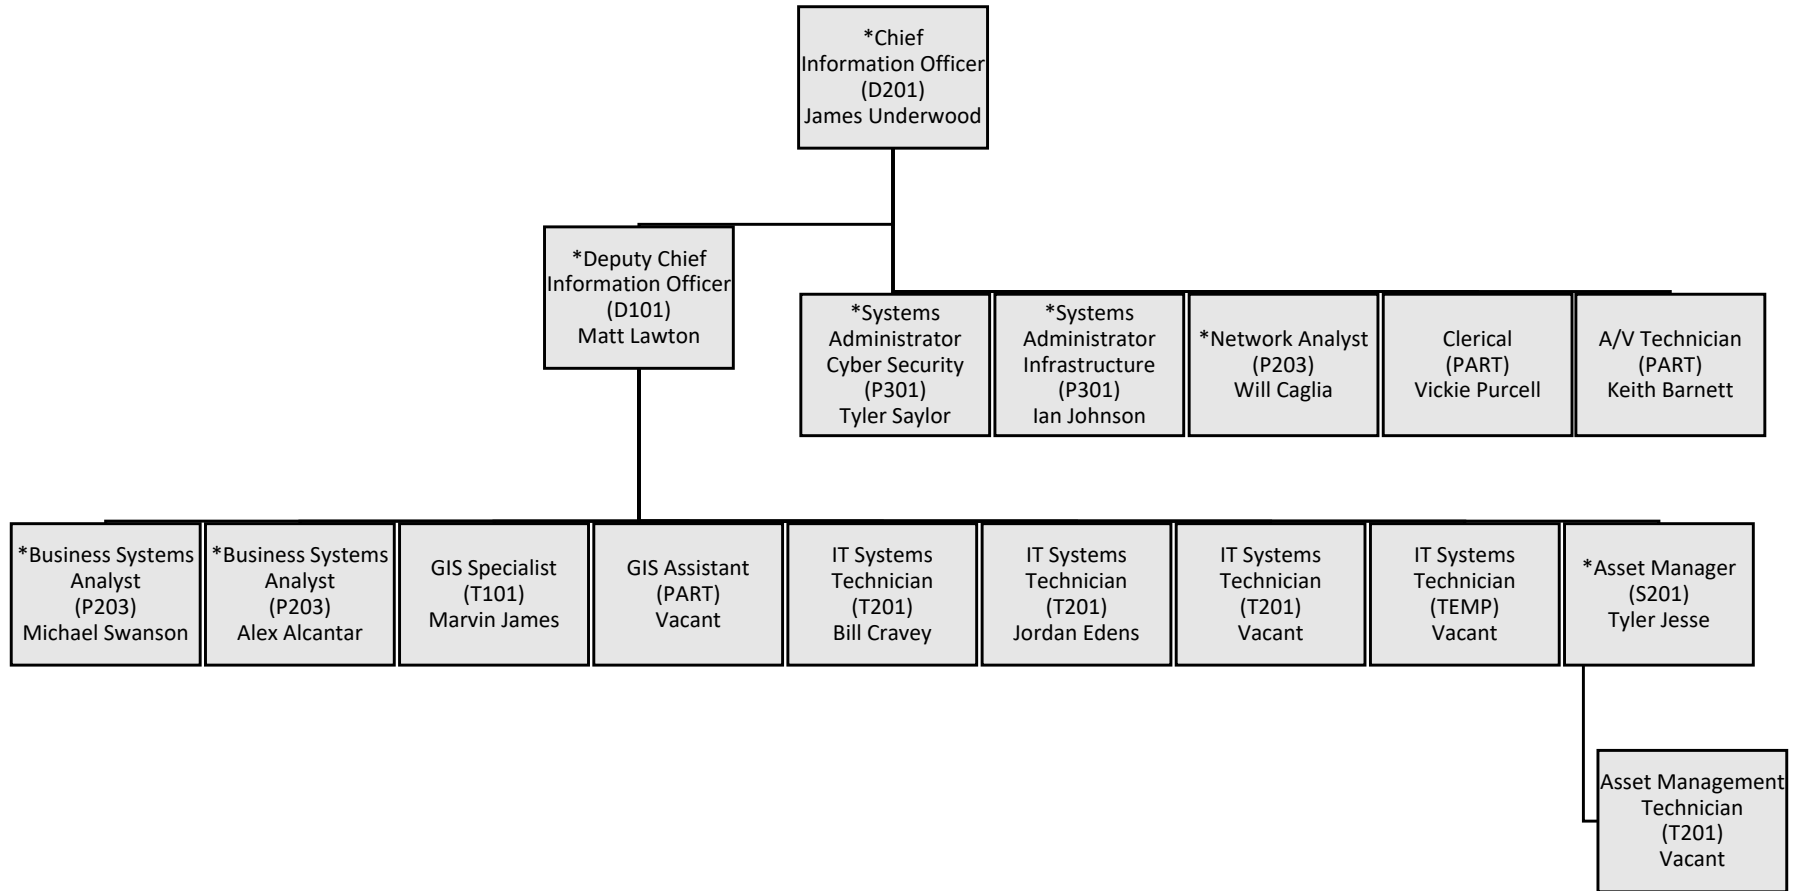 *Chief
Information Officer
(D201)
James Underwood
*Deputy Chief
Information Officer
(D101)
Matt Lawton
*Systems
Administrator
Cyber Security
(P301)
Tyler Saylor
*Systems
Administrator
Infrastructure
(P301)
Ian Johnson
*Network Analyst
(P203)
Will Caglia
Clerical
(PART)
Vickie Purcell
A/V Technician
(PART)
Keith Barnett
*Business Systems
Analyst
(P203)
Michael Swanson
*Business Systems
Analyst
(P203)
Alex Alcantar
GIS Specialist
(T101)
Marvin James
GIS Assistant
(PART)
Vacant
IT Systems
Technician
(T201)
Bill Cravey
IT Systems
Technician
(T201)
Jordan Edens
IT Systems
Technician
(T201)
Vacant
IT Systems
Technician
(TEMP)
Vacant
*Asset Manager
(S201)
Tyler Jesse
Asset Management
Technician
(T201)
Vacant